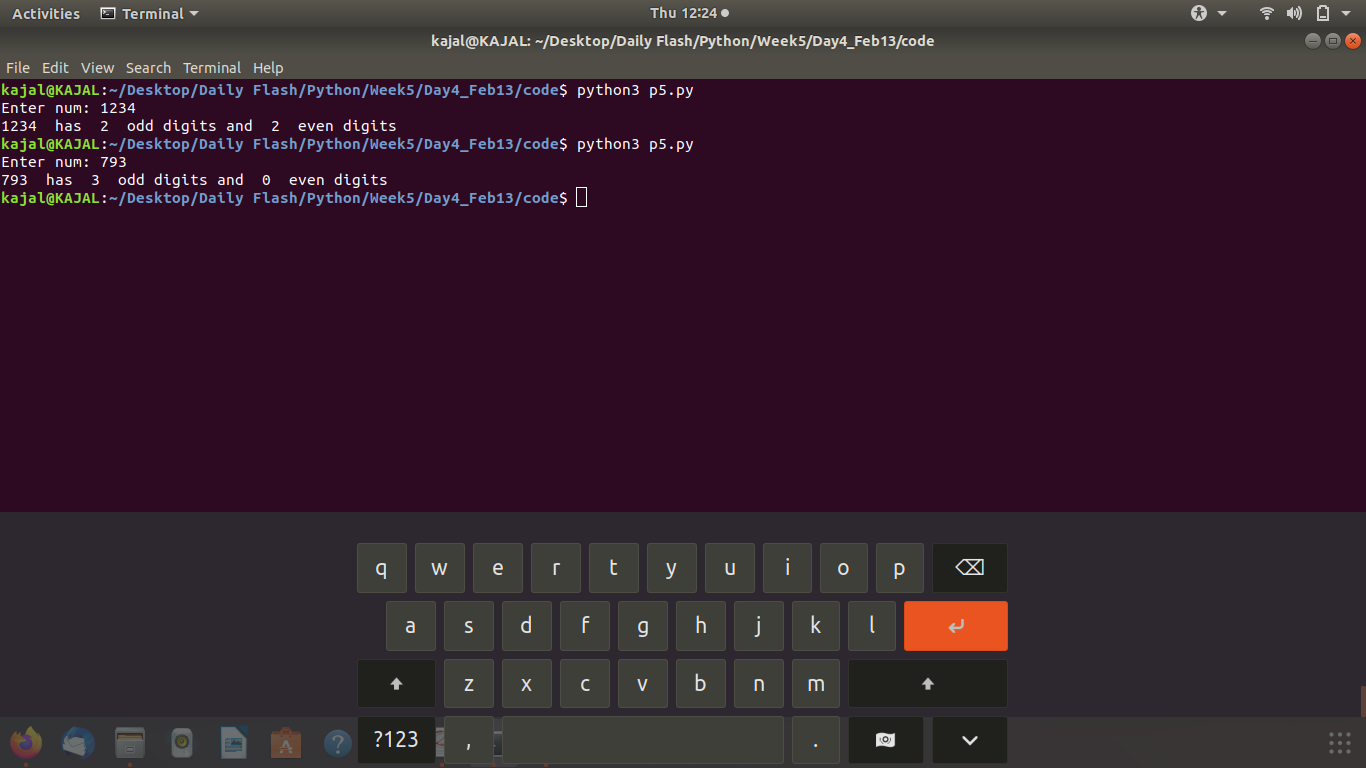 Activities Terminal Thu 12:24
kajal@KAJAL: ~/Desktop/Daily Flash/Python/Week5/Day4_Feb13/code
File Edit View Search Terminal Help
kajal@KAJAL:~/Desktop/Daily Flash/Python/Week5/Day4_Feb13/code$ python3 p5.py
Enter num: 1234
1234  has  2  odd digits and  2  even digits
kajal@KAJAL:~/Desktop/Daily Flash/Python/Week5/Day4_Feb13/code$ python3 p5.py
Enter num: 793
793  has  3  odd digits and  0  even digits
kajal@KAJAL:~/Desktop/Daily Flash/Python/Week5/Day4_Feb13/code$
q w e r t y u i o p
a s d f g h j k l
z x c v b n m
?123 , .